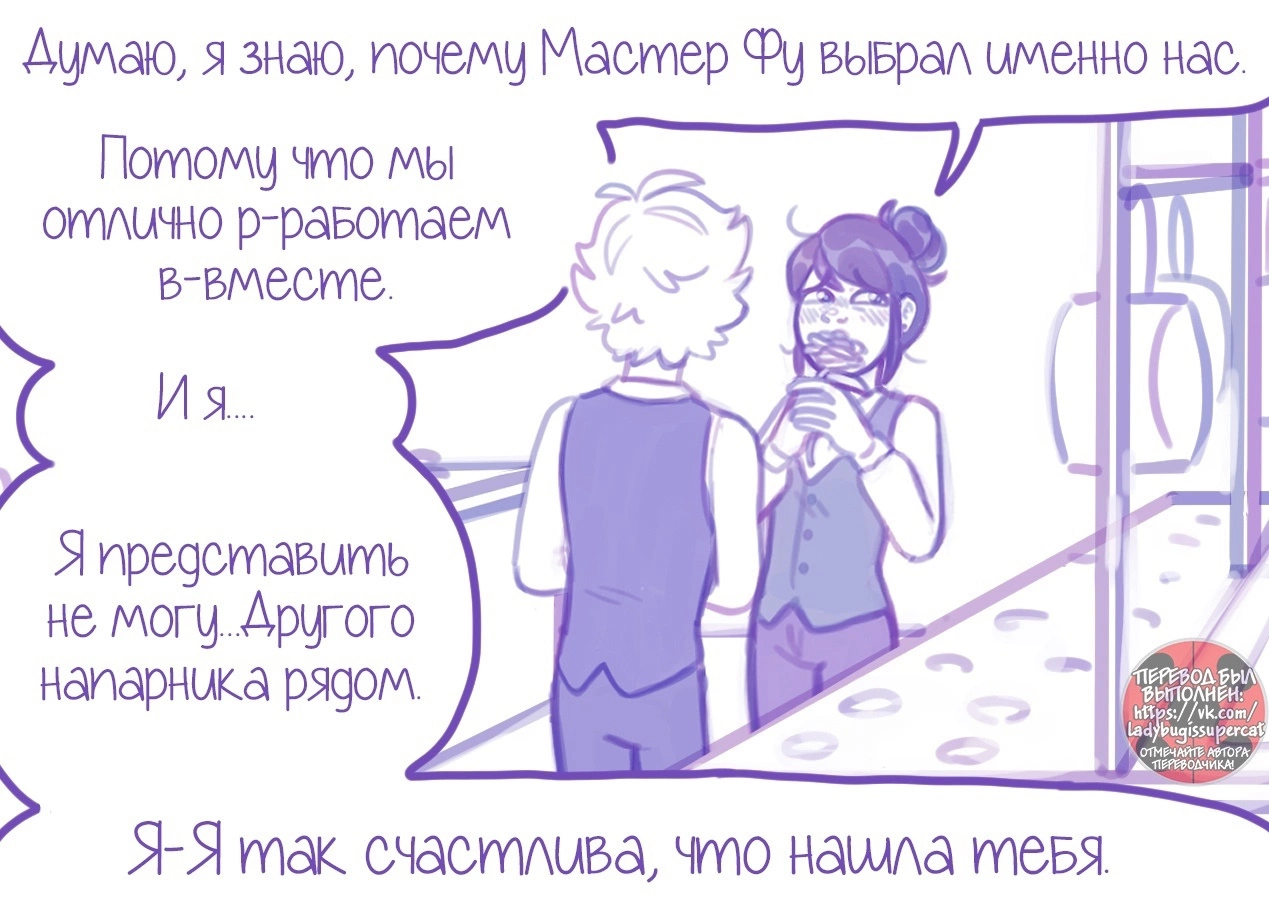 Думаю, я знаю, почему Мастер Фу выбрал именно нас.
Потому что мы
отлично р-работаем
в-вместе.
И я....
Я представить
не могу...Другого
напарника рядом.
Я-Я так счастлива, что нашла тебя.
ПЕРЕВОД БЫЛ
ВЫПОЛНЕН:
https://vk.com/
ladybugissupercat
ОТМЕЧАЙТЕ АВТОРА
ПЕРЕВОДЧИКА!